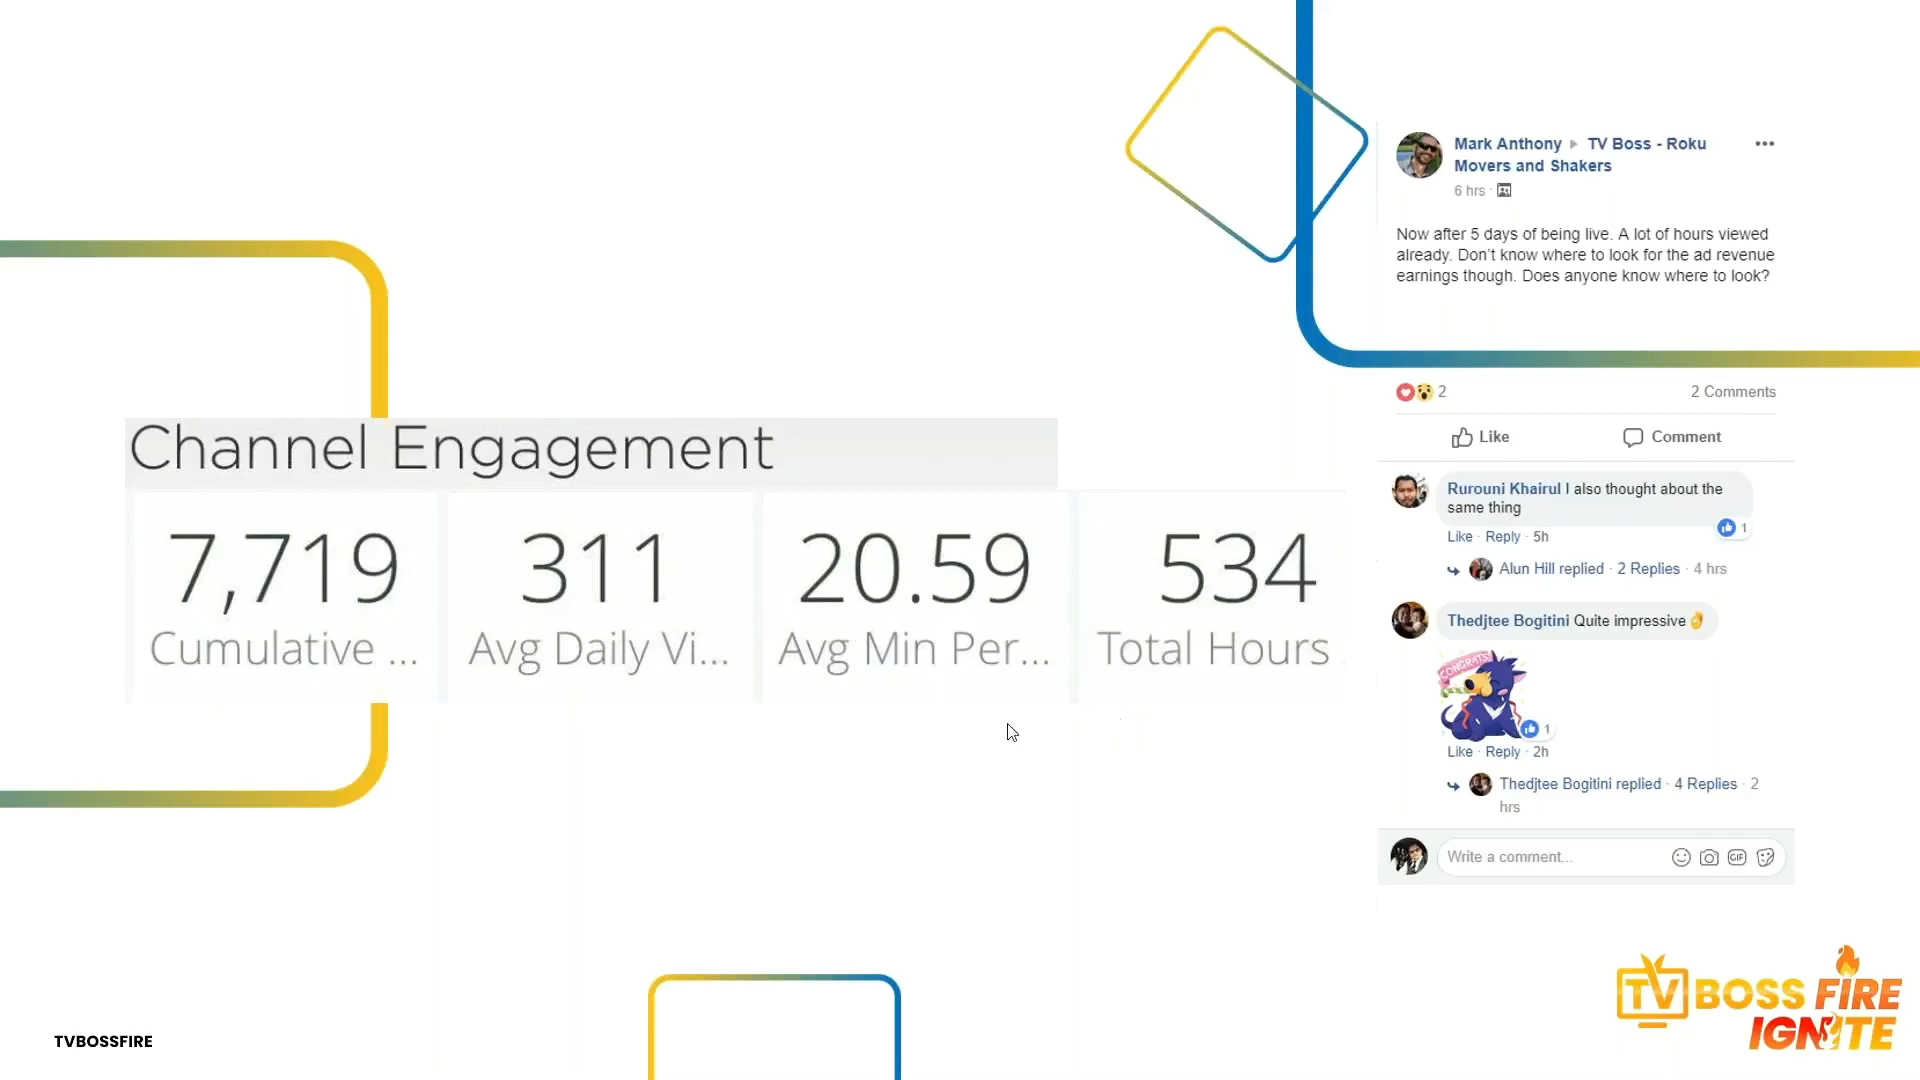 Channel Engagement
7,719
Cumulative ...
311
Avg Daily Vi...
20.59
Avg Min Per...
534
Total Hours
Mark Anthony ▸ TV Boss - Roku
Movers and Shakers
6 hrs ·
Now after 5 days of being live. A lot of hours viewed
already. Don't know where to look for the ad revenue
earnings though. Does anyone know where to look?
2
2 Comments
Like
Comment
Rurouni Khairul I also thought about the
same thing
1
Like · Reply · 5h
Alun Hill replied · 2 Replies · 4 hrs
Thedjtee Bogitini Quite impressive👌
CONGRATS
1
Like · Reply · 2h
Thedjtee Bogitini replied · 4 Replies · 2
hrs
Write a comment...
GIF
TV BOSS FIRE
IGNITE
TVBOSSFIRE